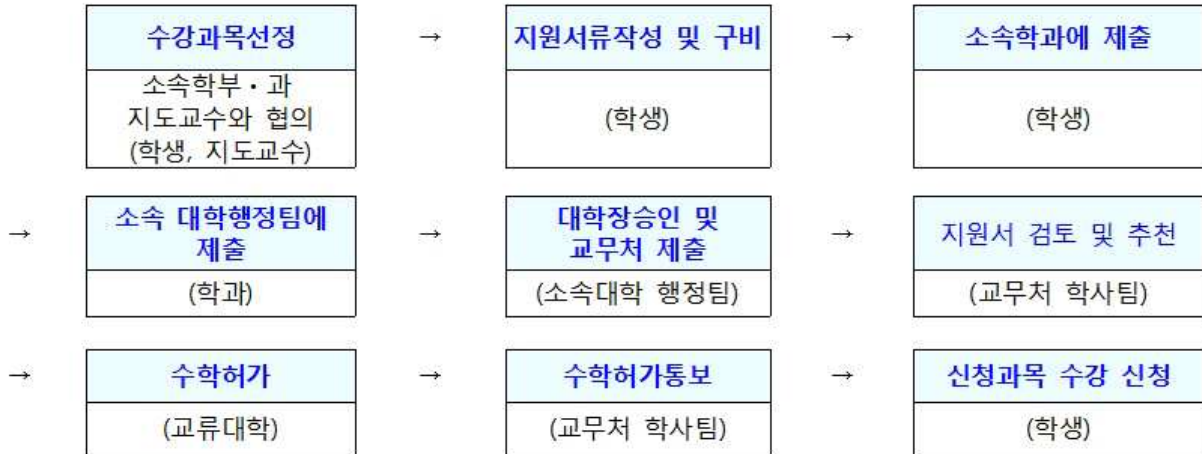 수강과목선정 → 지원서류작성 및 구비 → 소속학과에 제출
소속학부・과
지도교수와 협의
(학생, 지도교수)
(학생)
(학생)
→ 소속 대학행정팀에
제출
→ 대학장승인 및
교무처 제출
→ 지원서 검토 및 추천
(학과)
(소속대학 행정팀)
(교무처 학사팀)
→ 수학허가 → 수학허가통보 → 신청과목 수강 신청
(교류대학)
(교무처 학사팀)
(학생)